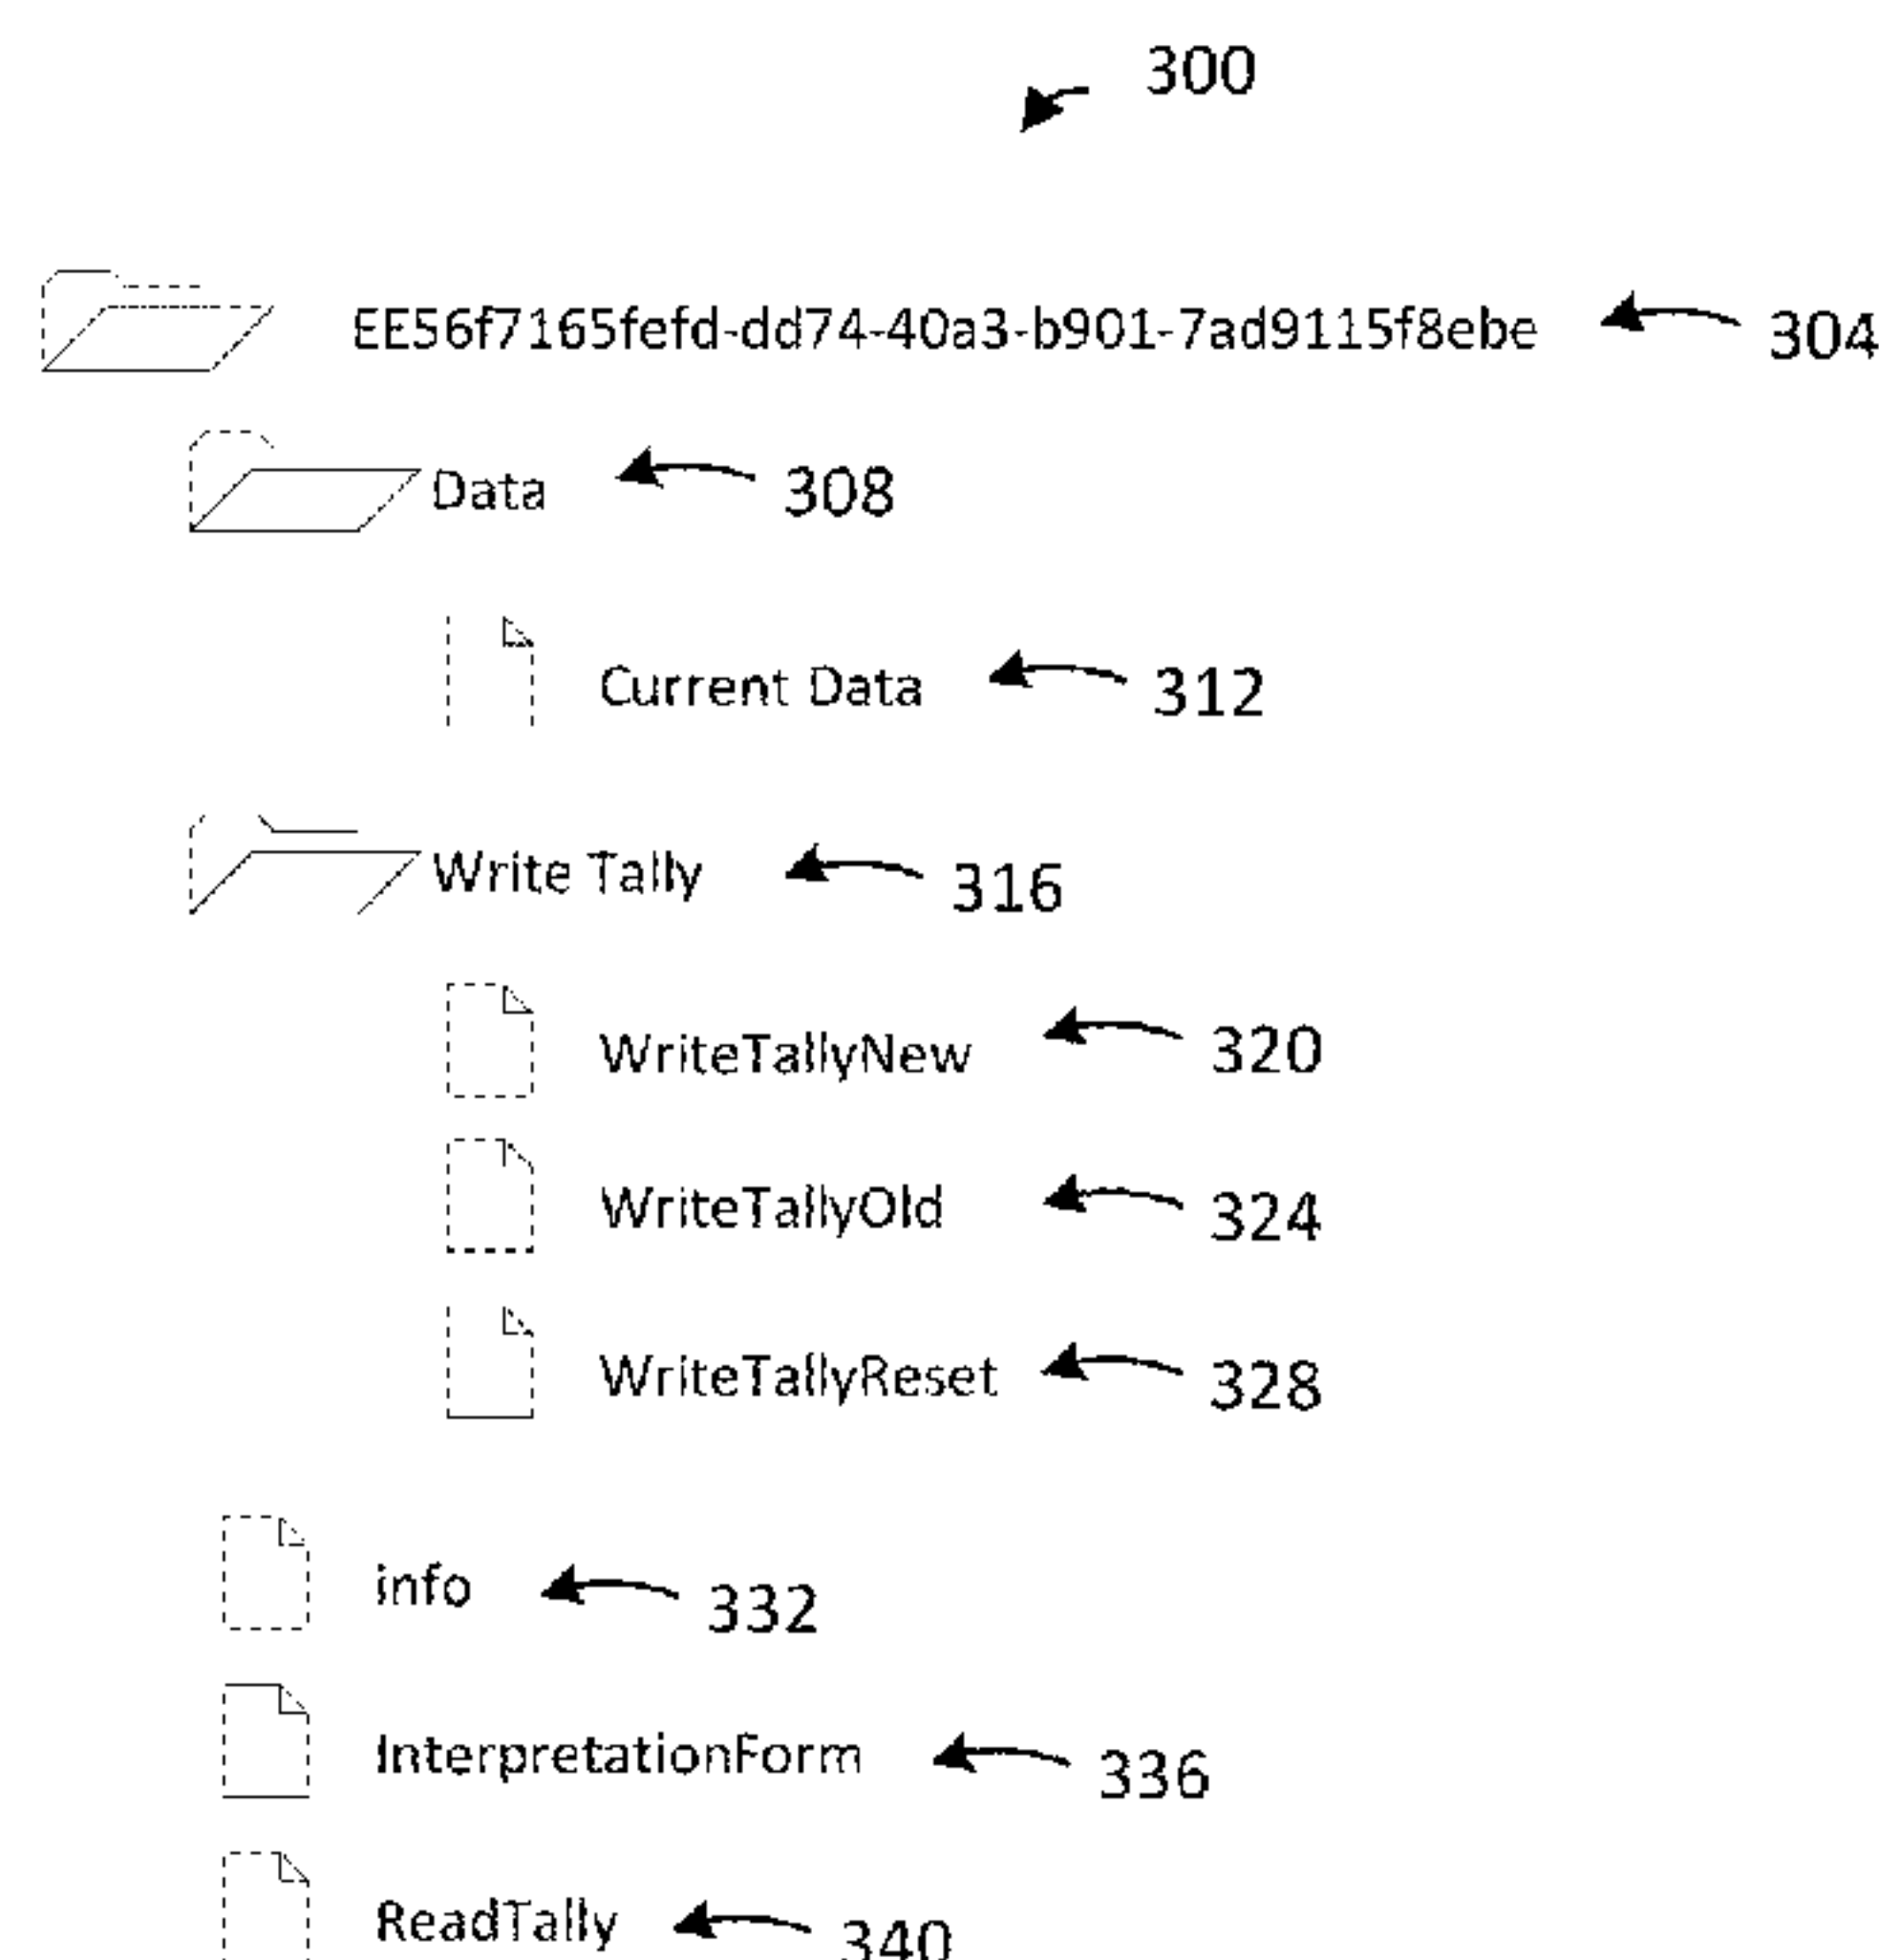 300
EE56f7165fefd-dd74-40a3-b901-7ad9115f8ebe 304
Data 308
Current Data 312
Write Tally 316
WriteTallyNew 320
WriteTallyOld 324
WriteTallyReset 328
info 332
InterpretationForm 336
ReadTally 340